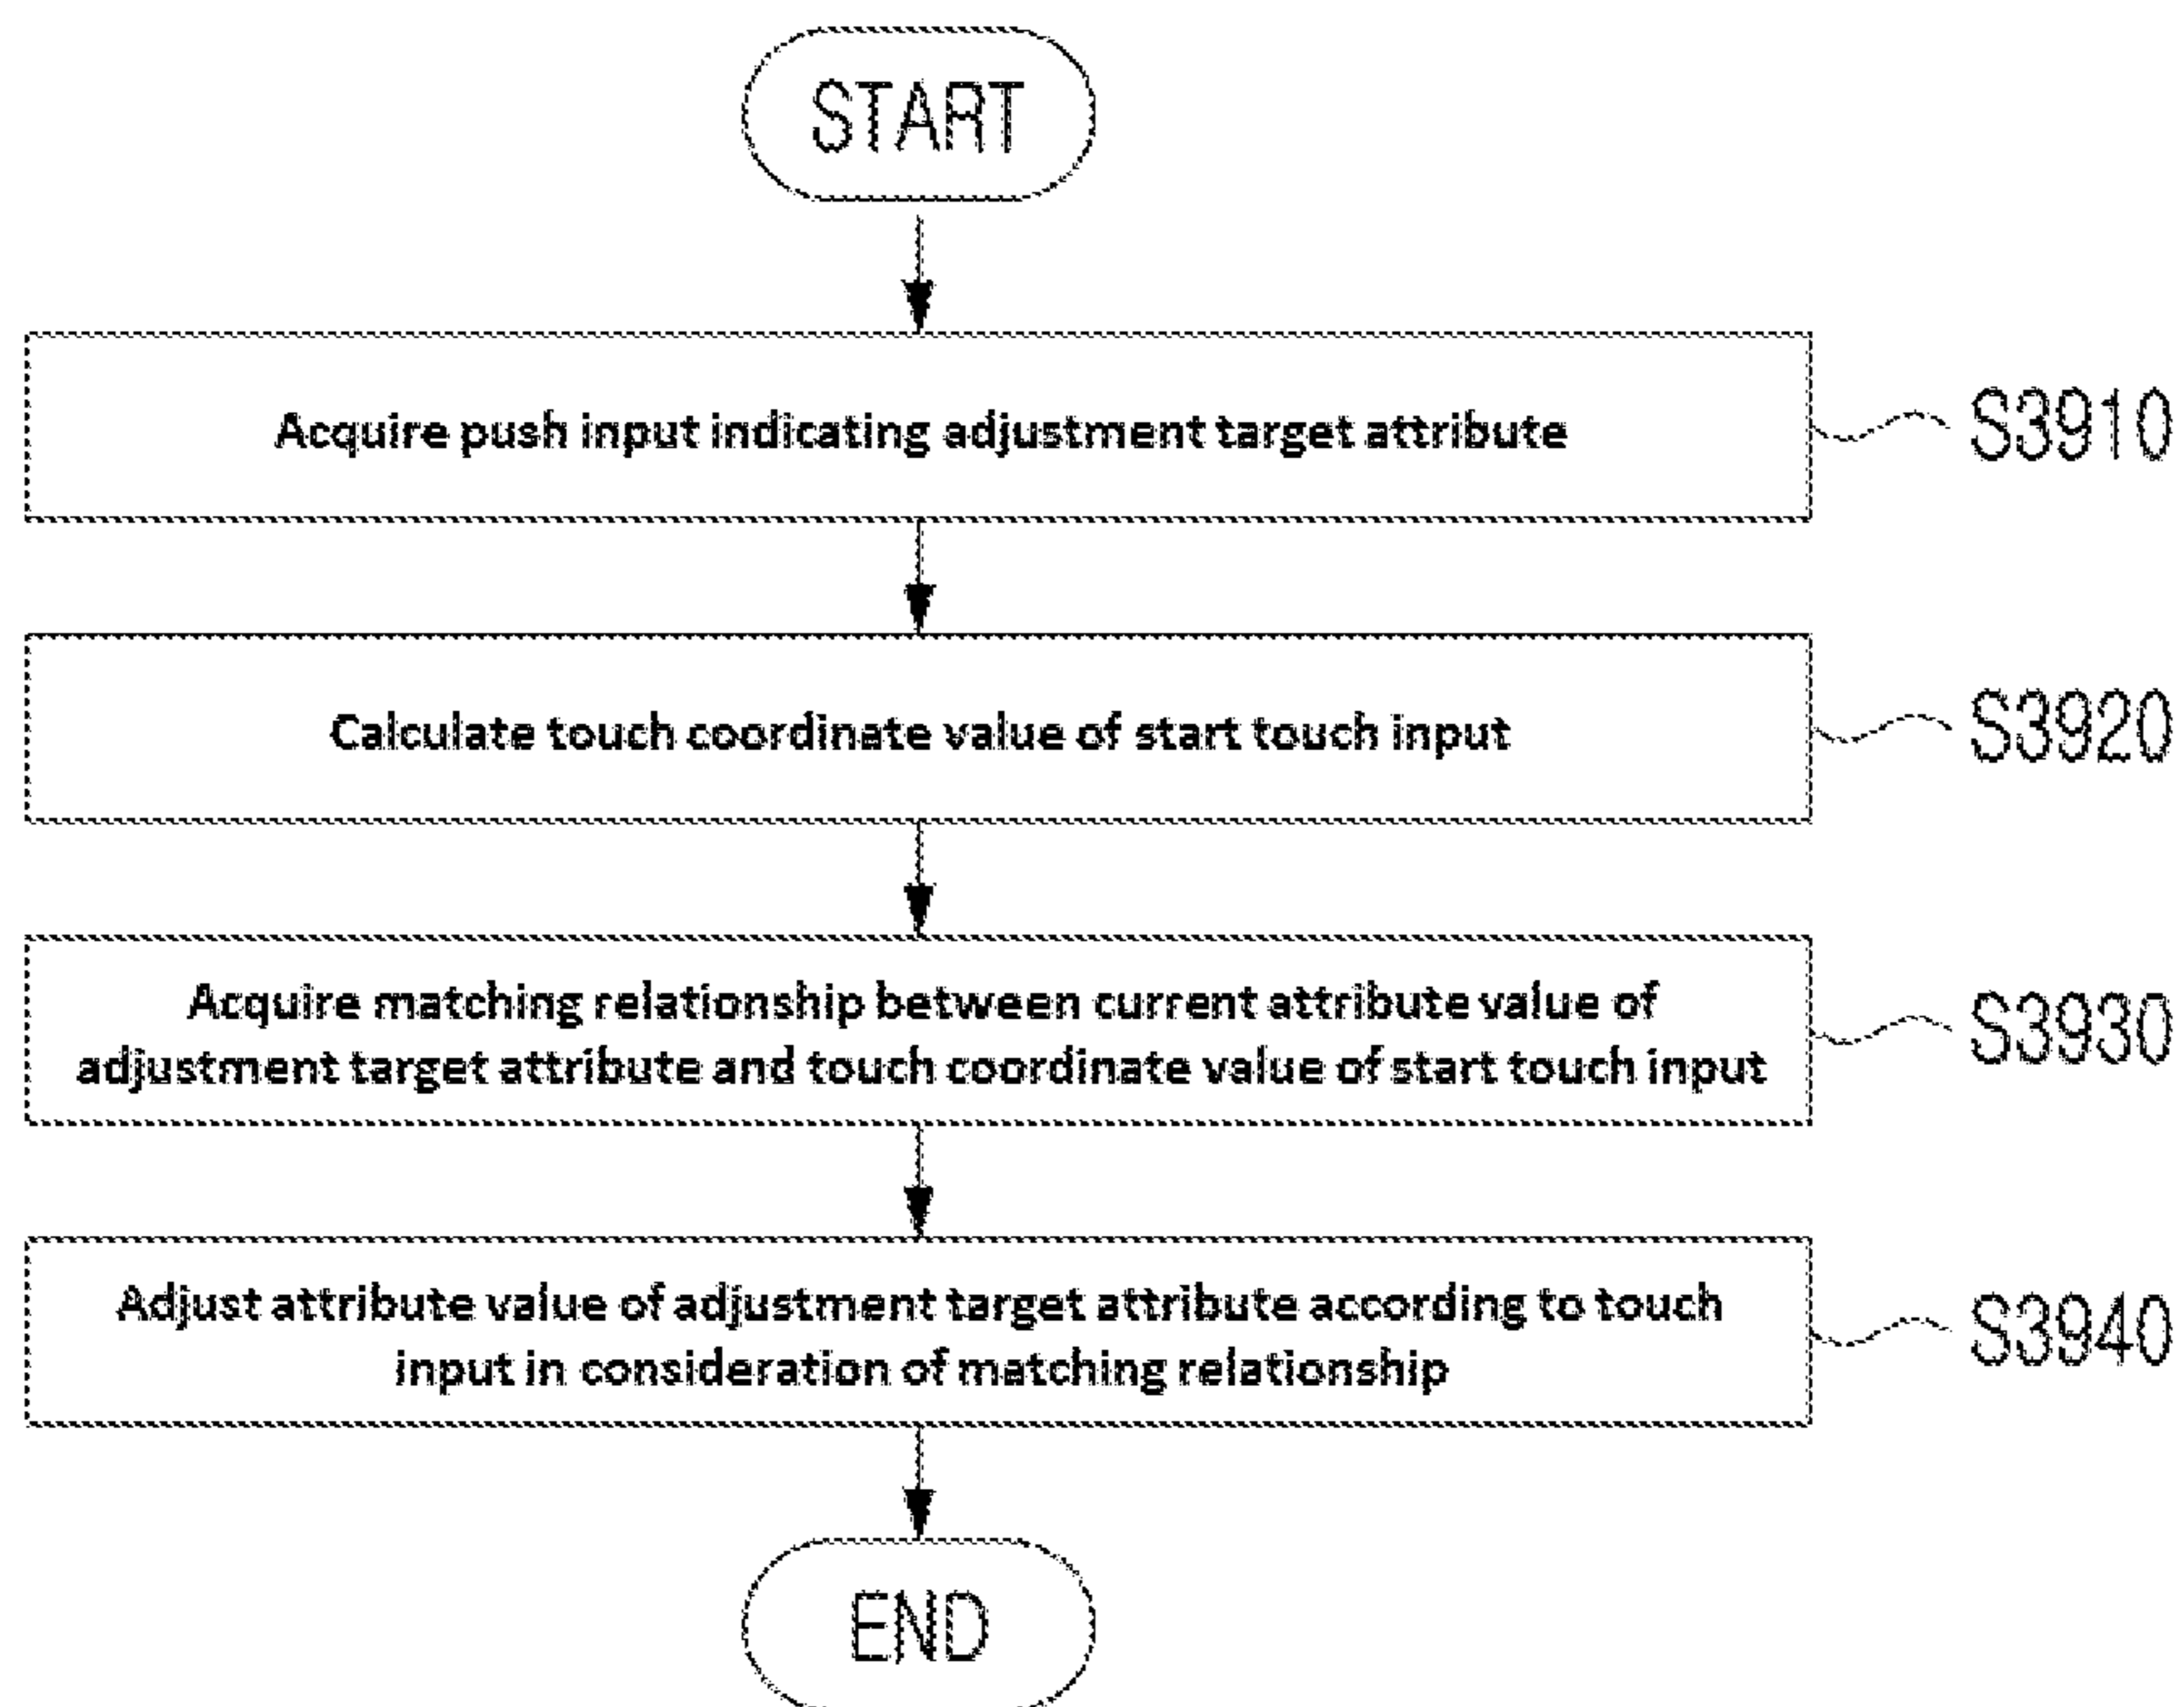 START
Acquire push input indicating adjustment target attribute
S3910
Calculate touch coordinate value of start touch input
S3920
Acquire matching relationship between current attribute value of
adjustment target attribute and touch coordinate value of start touch input
S3930
Adjust attribute value of adjustment target attribute according to touch
input in consideration of matching relationship
S3940
END